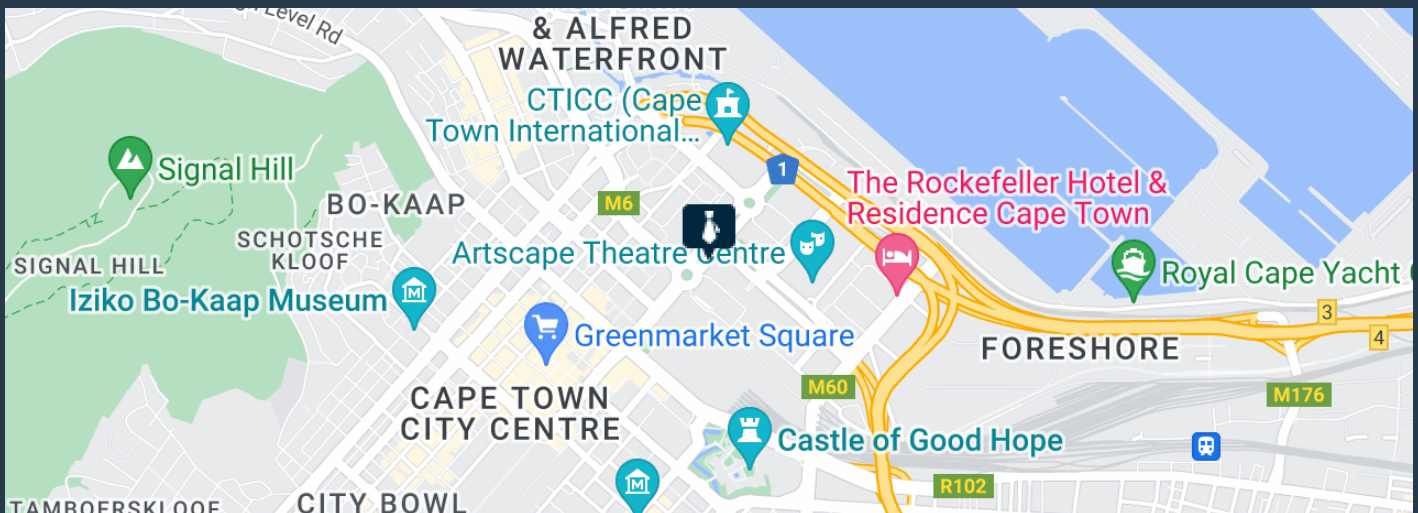 Level Rd
& ALFRED
WATERFRONT
CTICC (Cape
Town International...
1
Signal Hill
The Rockefeller Hotel &
Residence Cape Town
M6
BO-KAAP
SCHOTSCHE
KLOOF
Artscape Theatre Centre
SIGNAL HILL
Royal Cape Yacht
Iziko Bo-Kaap Museum
3
Greenmarket Square
4
FORESHORE
M60
M176
CAPE TOWN
CITY CENTRE
Castle of Good Hope
R102
CITY BOWL
TAMBOERSKLOOF